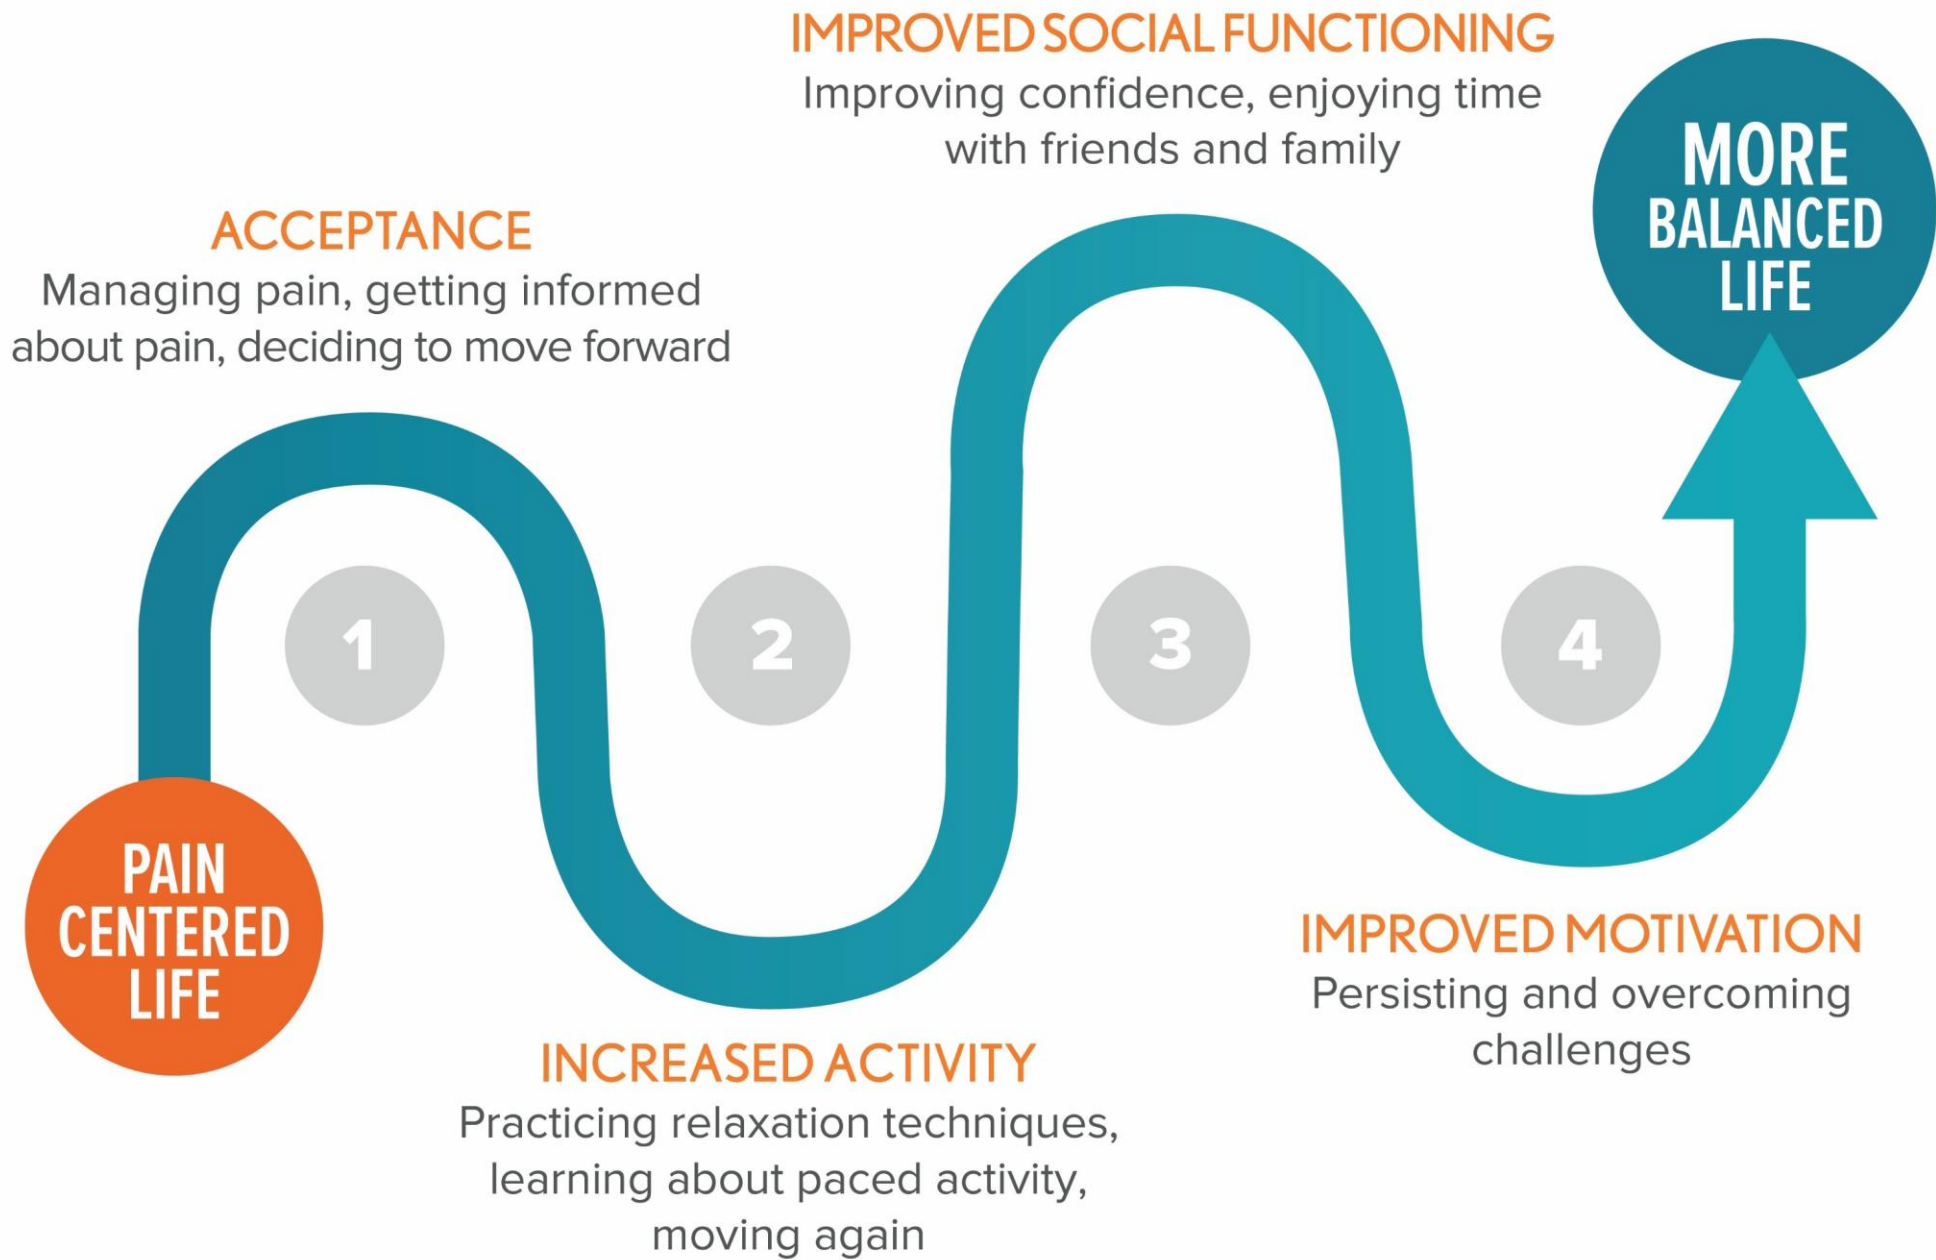 PAIN
CENTERED
LIFE
1
ACCEPTANCE
Managing pain, getting informed
about pain, deciding to move forward
2
INCREASED ACTIVITY
Practicing relaxation techniques,
learning about paced activity,
moving again
3
IMPROVED SOCIAL FUNCTIONING
Improving confidence, enjoying time
with friends and family
4
IMPROVED MOTIVATION
Persisting and overcoming
challenges
MORE
BALANCED
LIFE